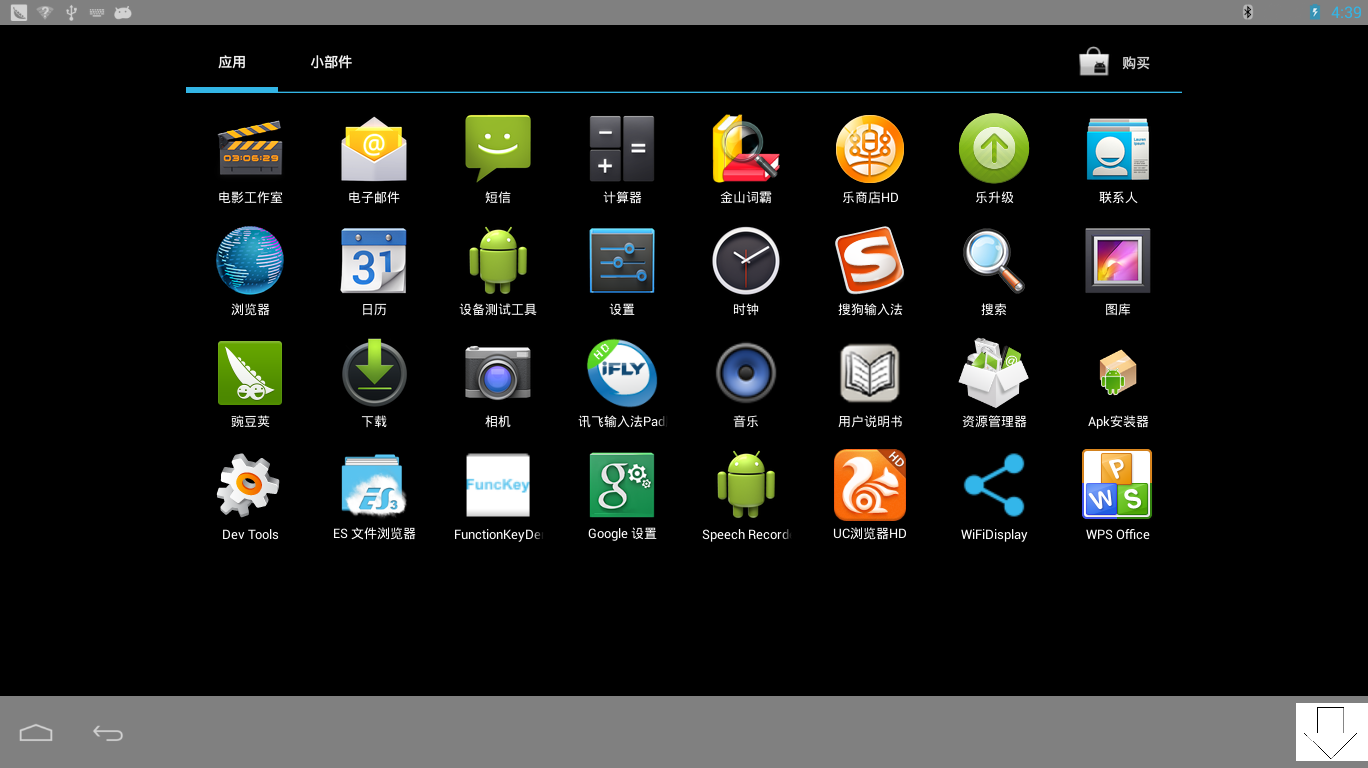 4:39
应用 小部件 购买
03:06:29 @ 31
电影工作室 电子邮件 短信 计算器 金山词霸 乐商店HD 乐升级 联系人
浏览器 日历 设备测试工具 设置 时钟 搜狗输入法 搜索 图库
HD iFLY
豌豆荚 下载 相机 讯飞输入法Pad 音乐 用户说明书 资源管理器 Apk安装器
ES3 FuncKey g HD W P S
Dev Tools ES 文件浏览器 FunctionKeyDe Google 设置 Speech Record UC浏览器HD WiFiDisplay WPS Office